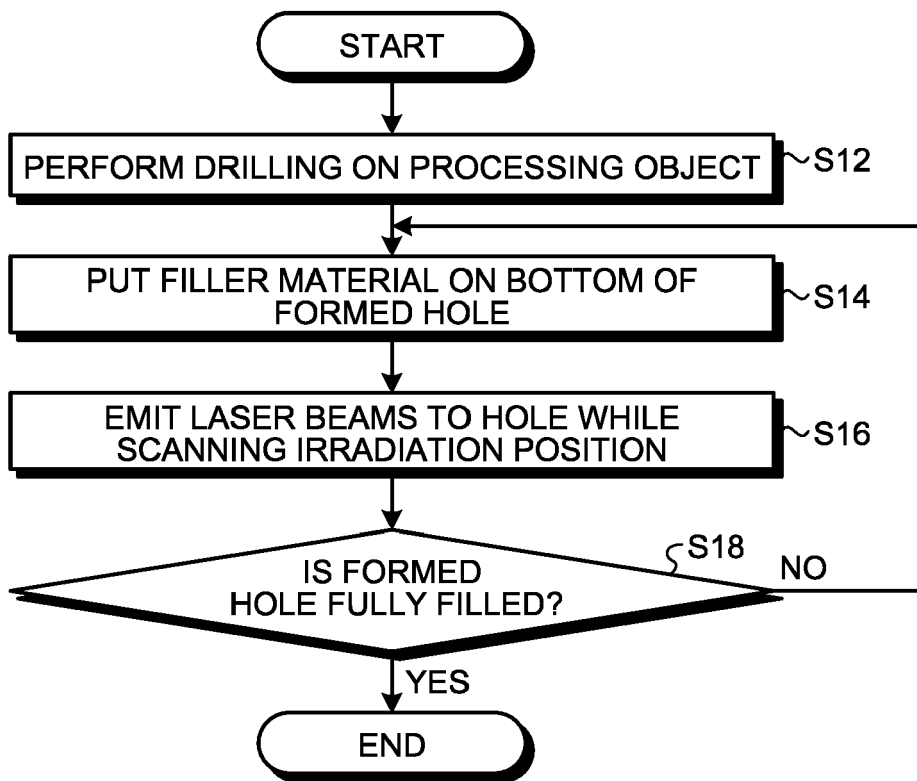 START
PERFORM DRILLING ON PROCESSING OBJECT
S12
PUT FILLER MATERIAL ON BOTTOM OF
FORMED HOLE
S14
EMIT LASER BEAMS TO HOLE WHILE
SCANNING IRRADIATION POSITION
S16
S18
IS FORMED
HOLE FULLY FILLED?
NO
YES
END